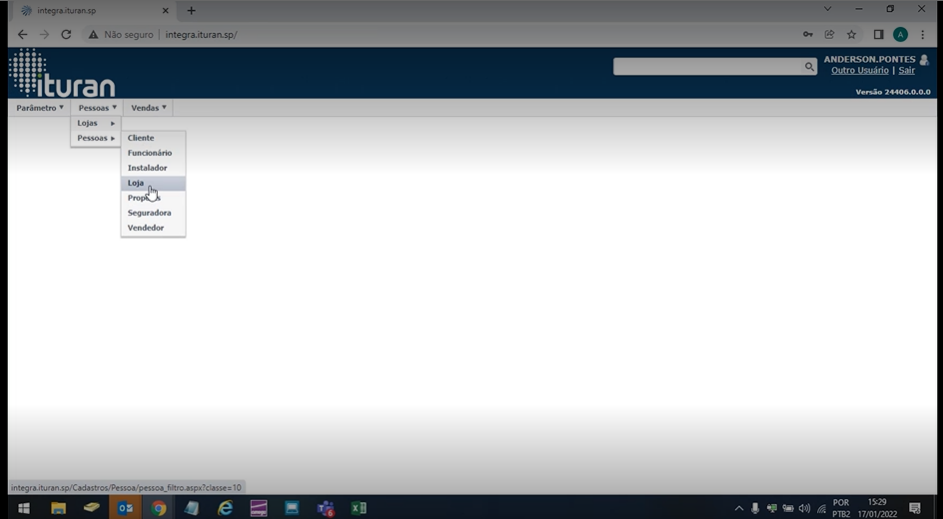 integra.ituran.sp
Não seguro | integra.ituran.sp/
A
ituran
ANDERSON.PONTES
Outro Usuário | Sair
Versão 24406.0.0.0
Parâmetro Pessoas Vendas
Lojas
Pessoas
Cliente
Funcionário
Instalador
Loja
Seguradora
Vendedor
integra.ituran.sp/Cadastros/Pessoa/pessoa_filtro.aspx?classe=10
POR
PTB2
15:29
17/01/2022